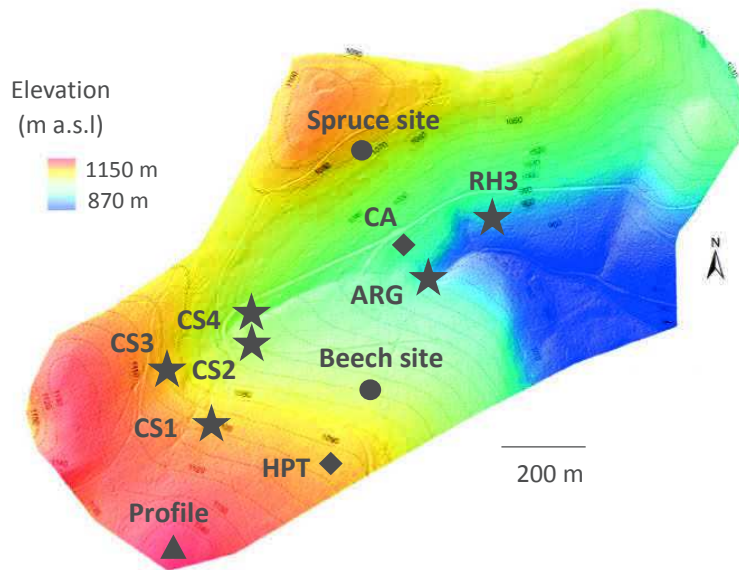 Elevation
(m a.s.l)
1150 m
870 m
Spruce site
RH3
CA
N
ARG
CS4
CS3
CS2
Beech site
CS1
HPT
200 m
Profile